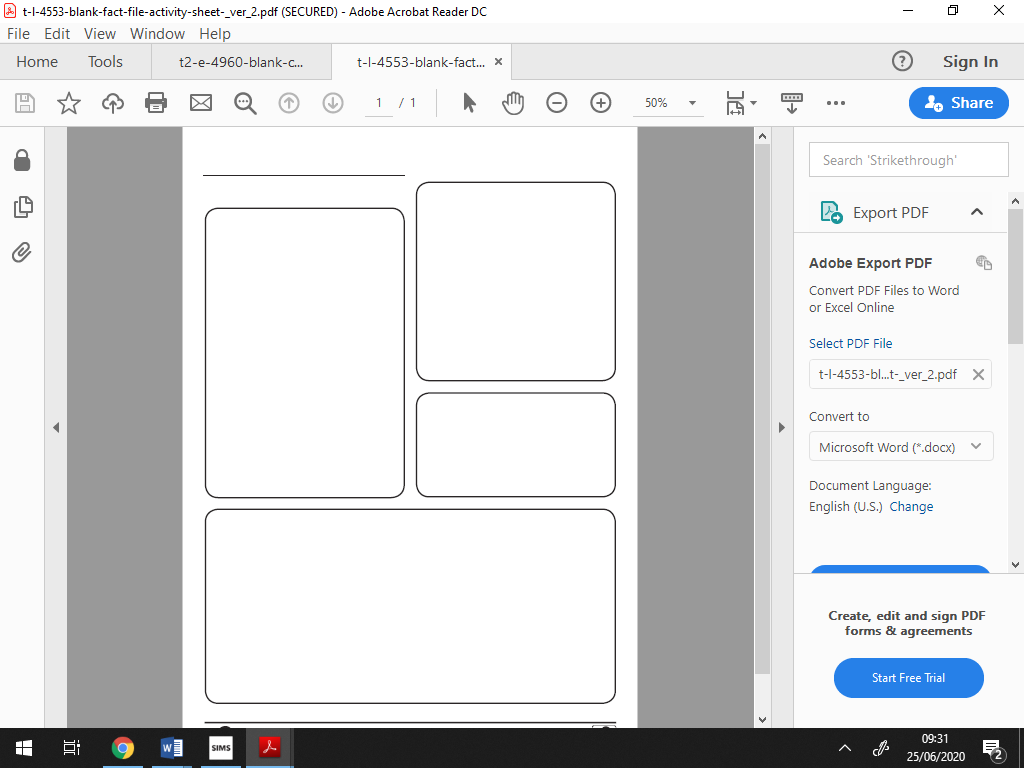 t-l-4553-blank-fact-file-activity-sheet-_ver_2.pdf (SECURED) - Adobe Acrobat Reader DC
File Edit View Window Help
Home Tools t2-e-4960-blank-c... t-l-4553-blank-fact... × Sign In
1 / 1 50% Share
Search 'Strikethrough'
Export PDF
Adobe Export PDF
Convert PDF Files to Word
or Excel Online
Select PDF File
t-l-4553-bl...t-_ver_2.pdf
Convert to
Microsoft Word (*.docx)
Document Language:
English (U.S.) Change
Create, edit and sign PDF
forms & agreements
Start Free Trial
SIMS
09:31
25/06/2020
2